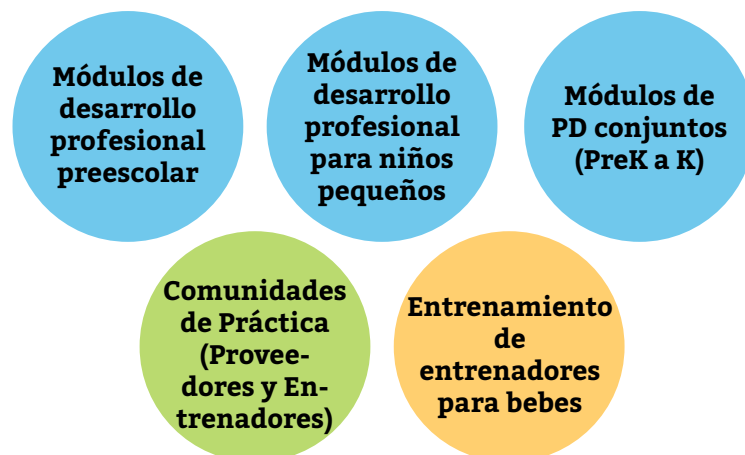 Módulos de
desarrollo
profesional
preescolar
Módulos de
desarrollo
profesional
para niños
pequeños
Módulos de
PD conjuntos
(PreK a K)
Comunidades
de Práctica
(Provee-
dores y En-
trenadores)
Entrenamiento
de
entrenadores
para bebes